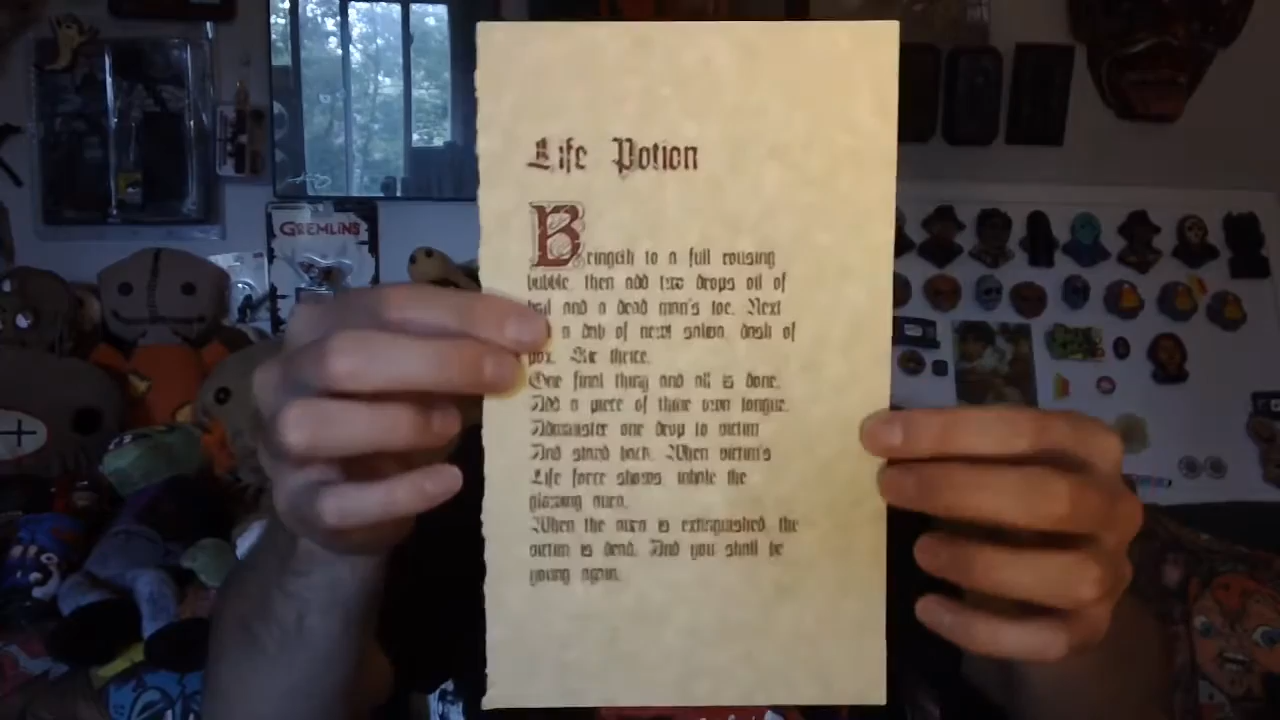 GREMLINS
Life Potion
Bringeth to a full rousing
bubble, then add two drops oil of
and a dead man's toe. Next
a dab of newt saliva, dash of
pox. Stir thrice.
One final thing and all is done.
Add a piece of thine own tongue.
Administer one drop to victim
And stand back. When victim's
Life force shows inhale the
glowing aura.
When the aura is extinguished, the
victim is dead. And you shall be
young again.